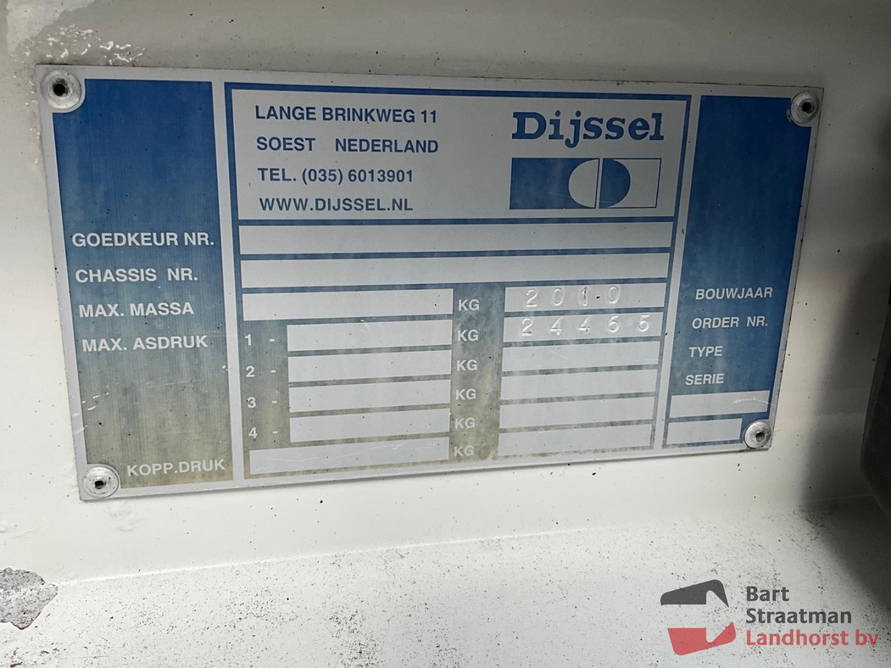 LANGE BRINKWEG 11
SOEST NEDERLAND
TEL. (035) 6013901
WWW.DIJSSEL.NL
Dijssel
GOEDKEUR NR.
CHASSIS NR.
MAX. MASSA KG 2010 BOUWJAAR
MAX. ASDRUK 1 - KG 24465 ORDER NR.
2 - KG TYPE
3 - KG SERIE
4 - KG
KOPP.DRUK KG
Bart
Straatman
Landhorst bv